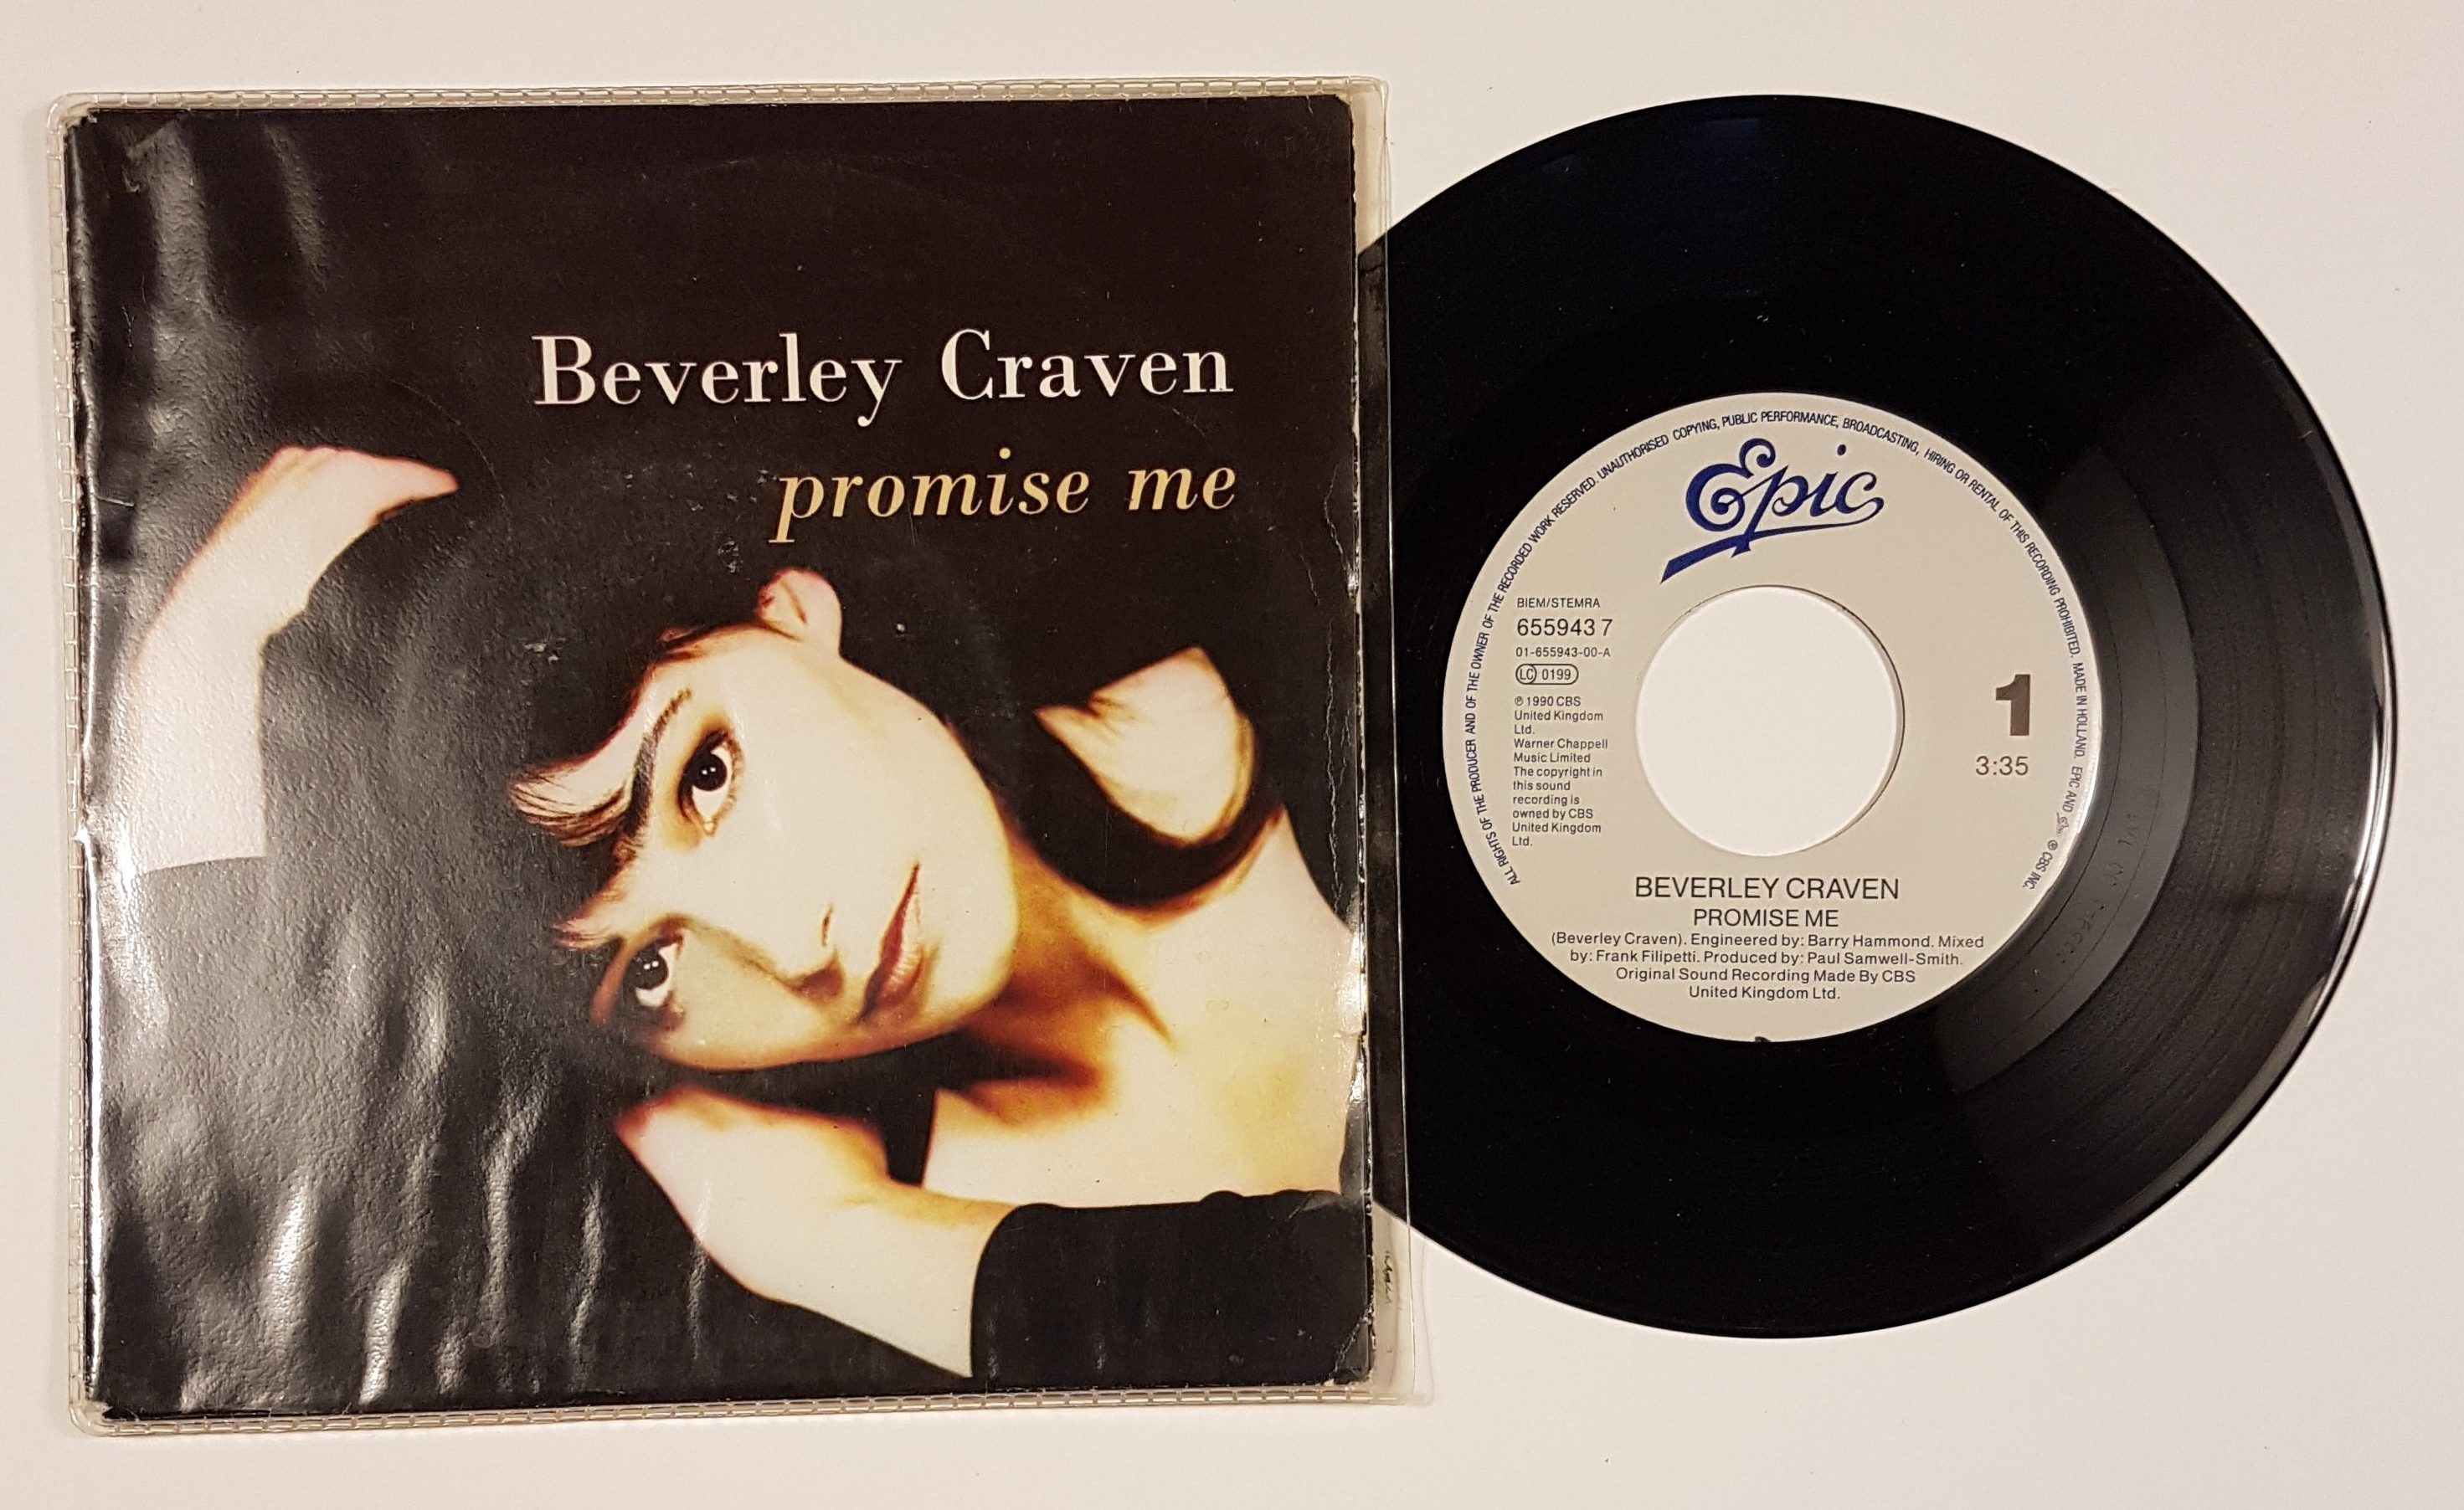 Beverley Craven
promise me
ALL RIGHTS OF THE PRODUCER AND OF THE OWNER OF THE RECORDED WORK RESERVED. UNAUTHORISED COPYING, PUBLIC PERFORMANCE, BROADCASTING, HIRING OR RENTAL OF THIS RECORDING PROHIBITED. MADE IN HOLLAND. EPIC AND ℗ CBS INC.
Epic
BIEM/STEMRA
655943 7
01-655943-00-A
LC 0199
℗ 1990 CBS
United Kingdom
Ltd.
Warner Chappell
Music Limited
The copyright in
this sound
recording is
owned by CBS
United Kingdom
Ltd.
1
3:35
BEVERLEY CRAVEN
PROMISE ME
(Beverley Craven). Engineered by: Barry Hammond. Mixed
by: Frank Filipetti. Produced by: Paul Samwell-Smith.
Original Sound Recording Made By CBS
United Kingdom Ltd.